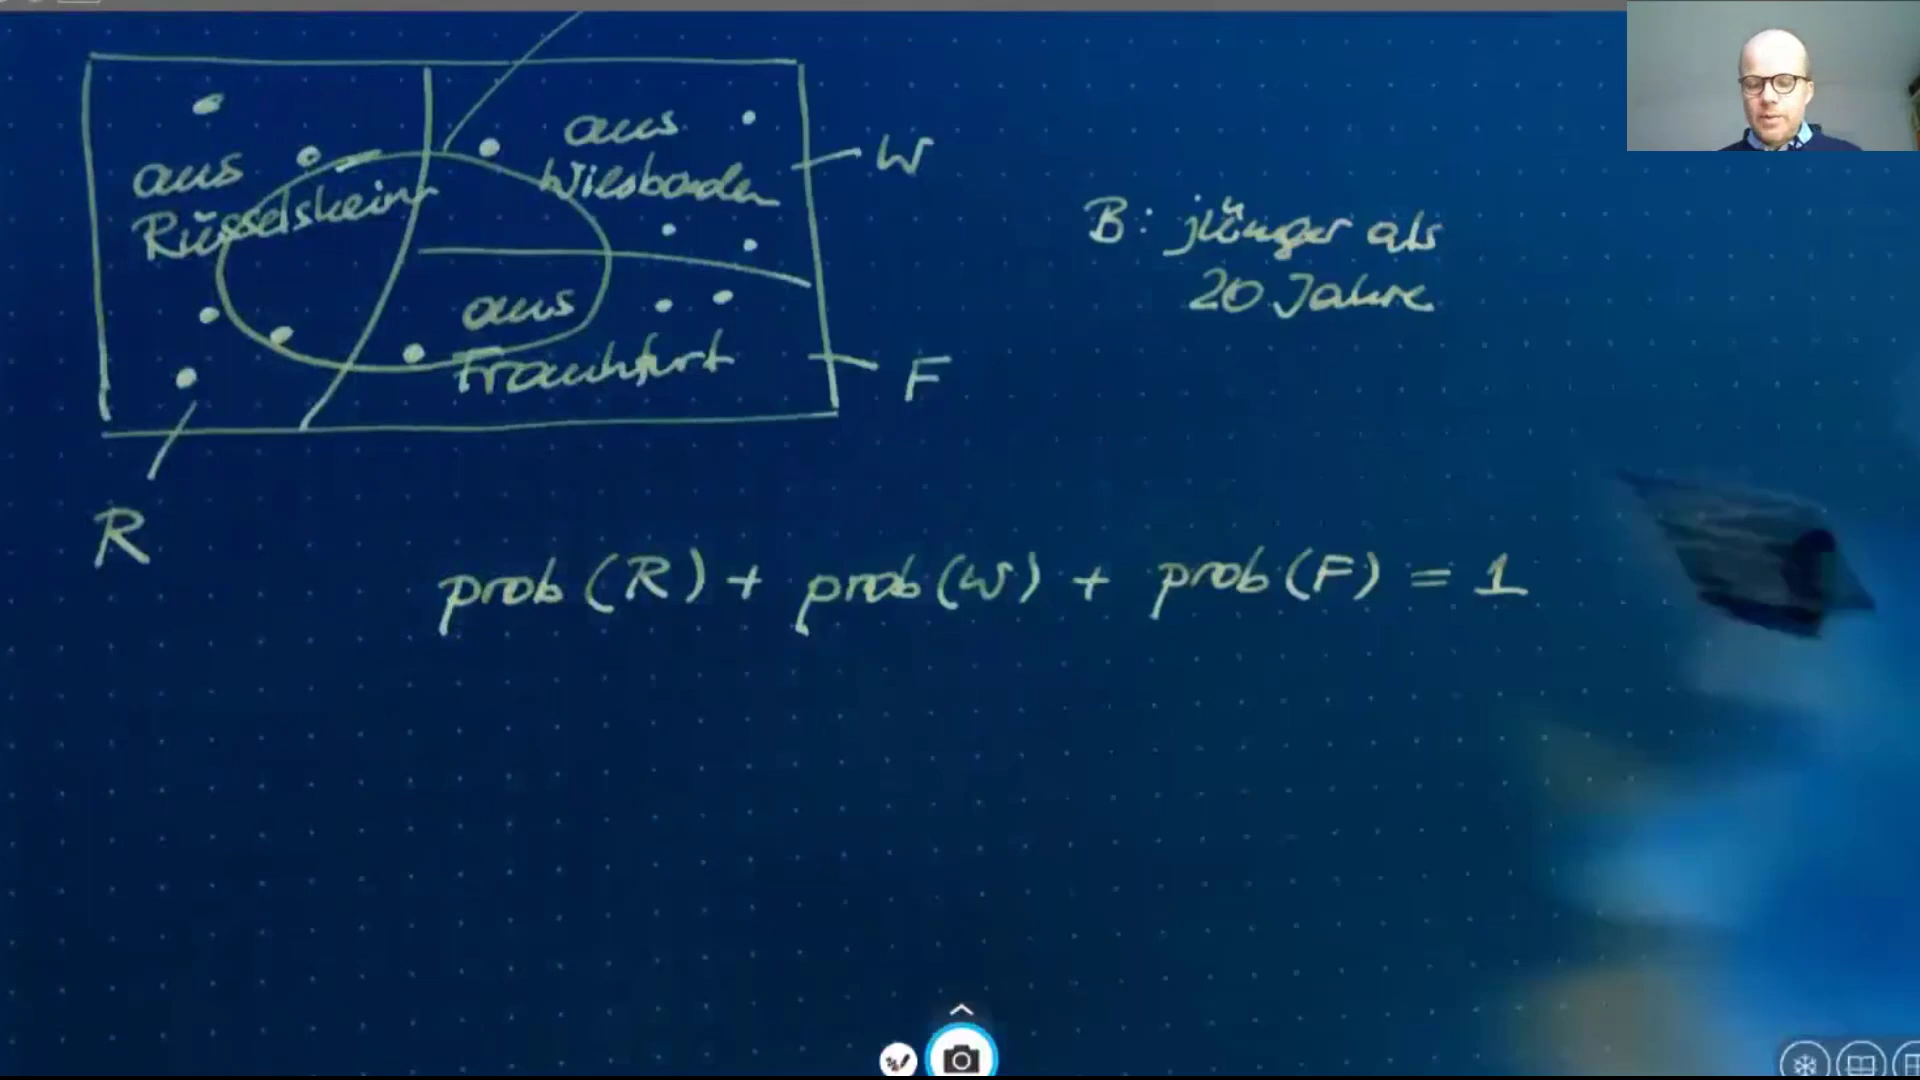 aus
Rüsselsheim
aus
Wiesbaden
W
aus
Frankfurt
F
R
B: jünger als
20 Jahre
prob (R) + prob (W) + prob (F) = 1